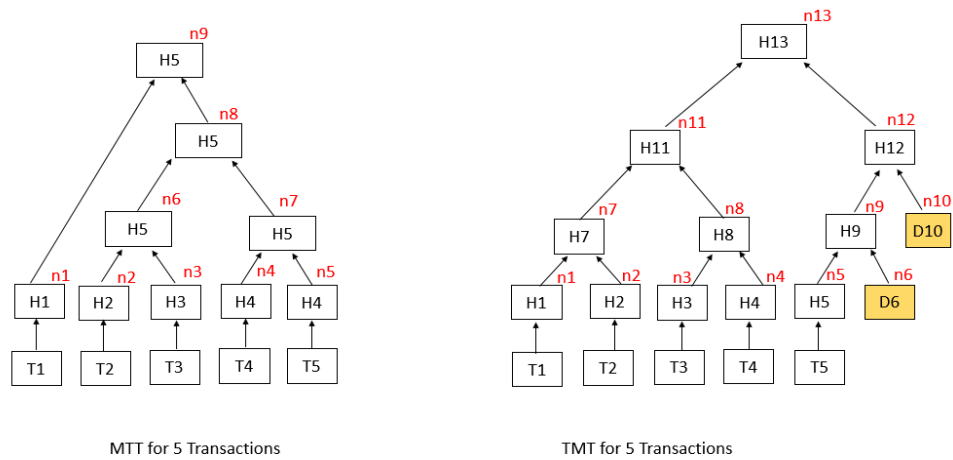 n13
n9
H13
H5
n8
n11
n12
H5
H11
H12
n6
n7
n7
n8
n9
n10
H5
H5
H7
H8
H9
D10
n1
n2
n3
n4
n5
n1
n2
n3
n4
n5
n6
H1
H2
H3
H4
H4
H1
H2
H3
H4
H5
D6
T1
T2
T3
T4
T5
T1
T2
T3
T4
T5
MTT for 5 Transactions
TMT for 5 Transactions